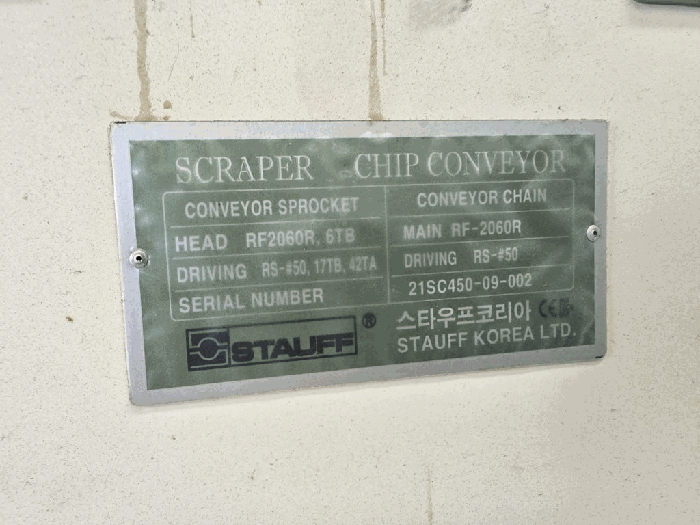 SCRAPER CHIP CONVEYOR
CONVEYOR SPROCKET CONVEYOR CHAIN
HEAD RF2060R, 6TB MAIN RF-2060R
DRIVING RS-#50, 17TB, 42TA DRIVING RS-#50
SERIAL NUMBER 21SC450-09-002
STAUFF ® 스타우프코리아 CE
STAUFF KOREA LTD.